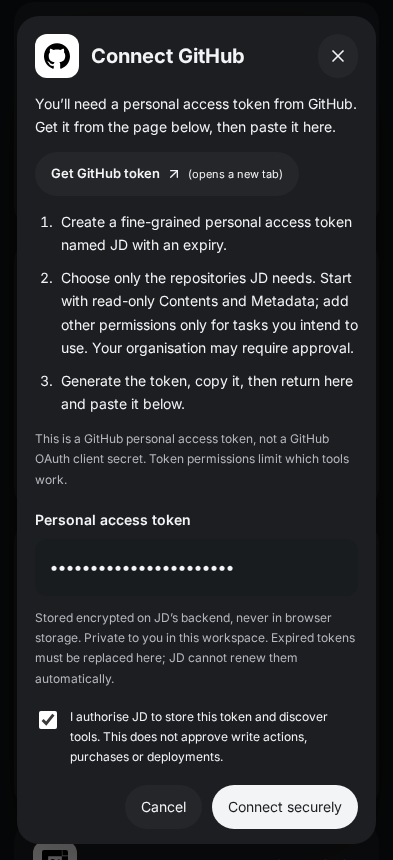 Connect GitHub
You’ll need a personal access token from GitHub.
Get it from the page below, then paste it here.
Get GitHub token ↗ (opens a new tab)
1. Create a fine-grained personal access token
named JD with an expiry.
2. Choose only the repositories JD needs. Start
with read-only Contents and Metadata; add
other permissions only for tasks you intend to
use. Your organisation may require approval.
3. Generate the token, copy it, then return here
and paste it below.
This is a GitHub personal access token, not a GitHub
OAuth client secret. Token permissions limit which tools
work.
Personal access token
•••••••••••••••••••••••
Stored encrypted on JD’s backend, never in browser
storage. Private to you in this workspace. Expired tokens
must be replaced here; JD cannot renew them
automatically.
I authorise JD to store this token and discover
tools. This does not approve write actions,
purchases or deployments.
Cancel
Connect securely